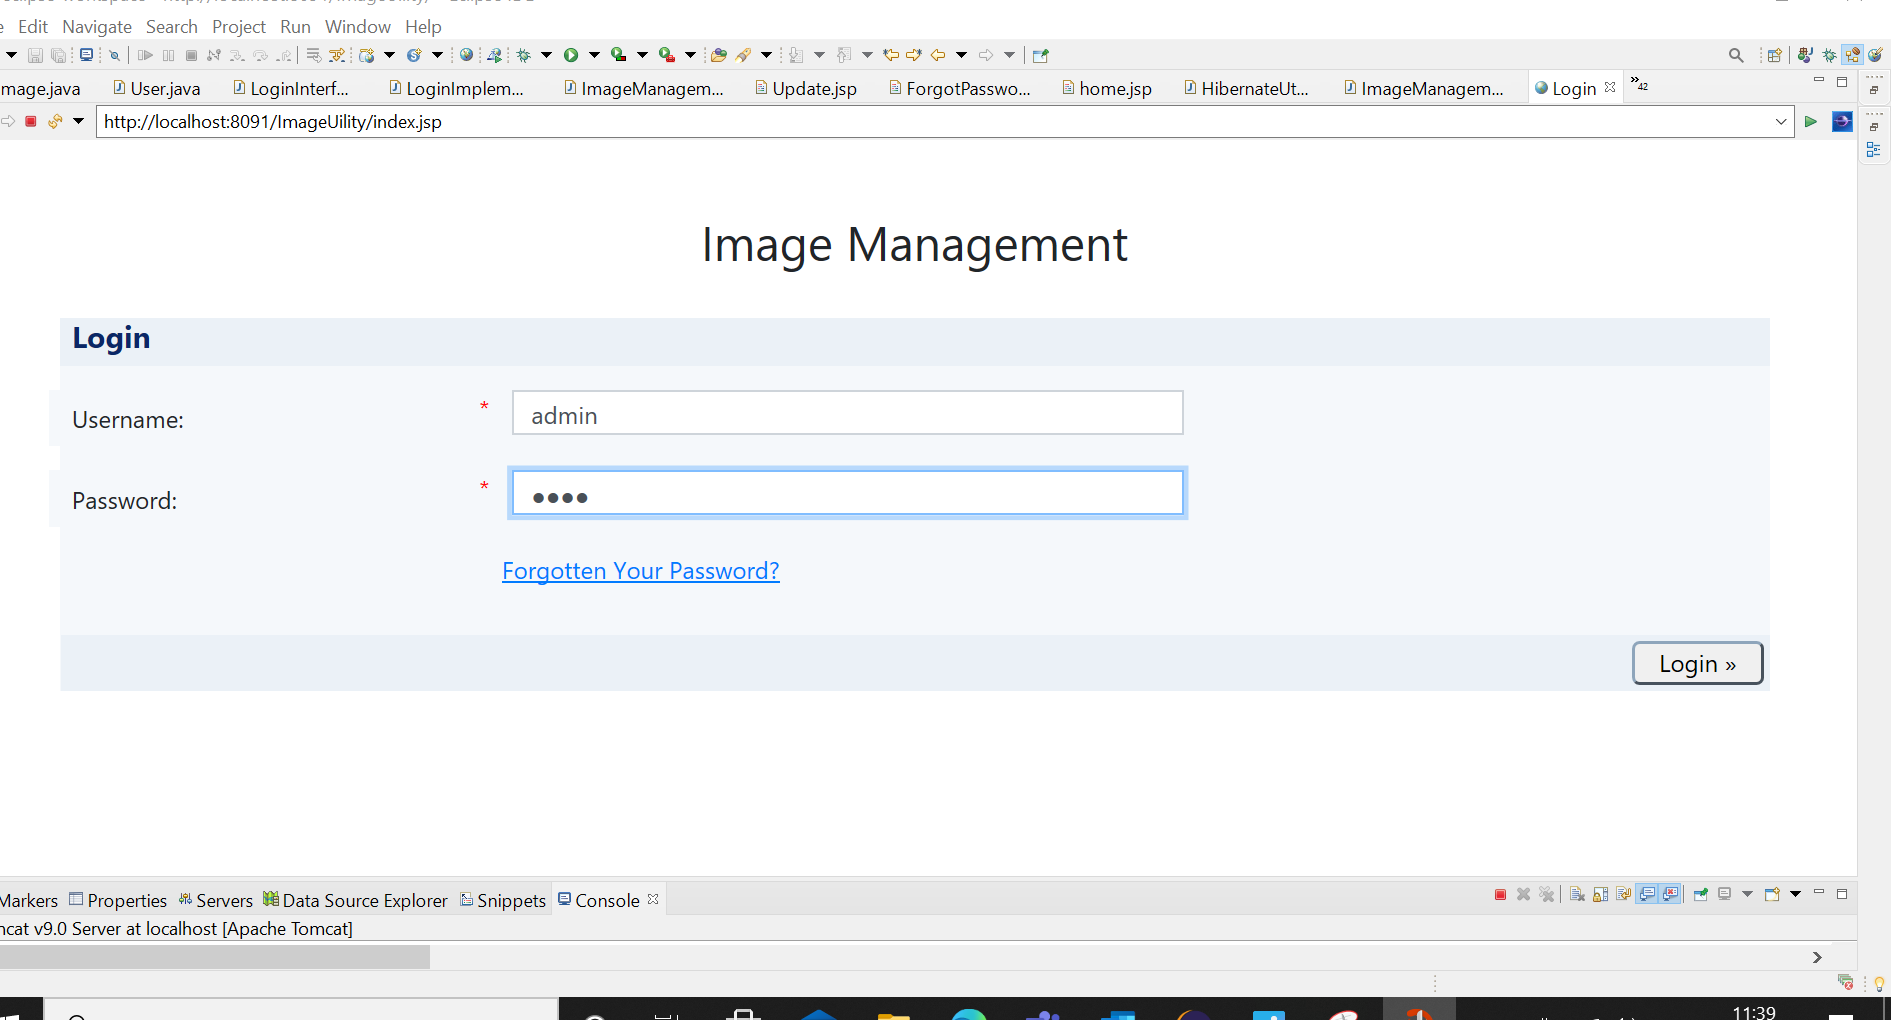 Edit Navigate Search Project Run Window Help
mage.java User.java LoginInterf... LoginImplem... ImageManagem... Update.jsp ForgotPasswo... home.jsp HibernateUt... ImageManagem... Login »42
http://localhost:8091/ImageUility/index.jsp
Image Management
Login
Username: * admin
Password: * ●●●●
Forgotten Your Password?
Login »
Markers Properties Servers Data Source Explorer Snippets Console
ncat v9.0 Server at localhost [Apache Tomcat]
11:39